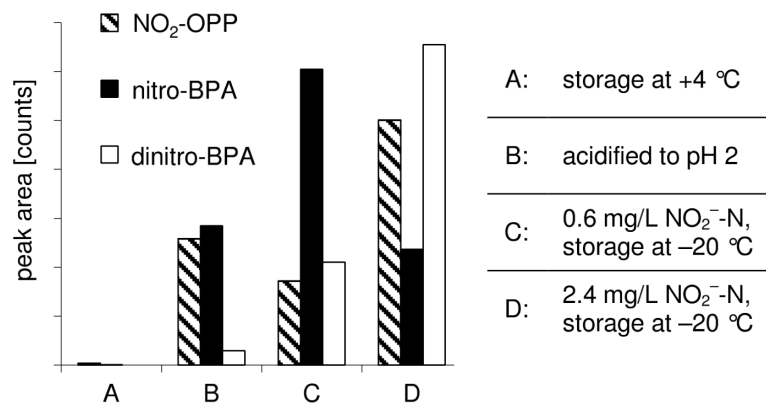 peak area [counts]
NO₂-OPP
nitro-BPA
dinitro-BPA
A
B
C
D
A: storage at +4 °C
B: acidified to pH 2
C: 0.6 mg/L NO₂⁻-N,
storage at –20 °C
D: 2.4 mg/L NO₂⁻-N,
storage at –20 °C